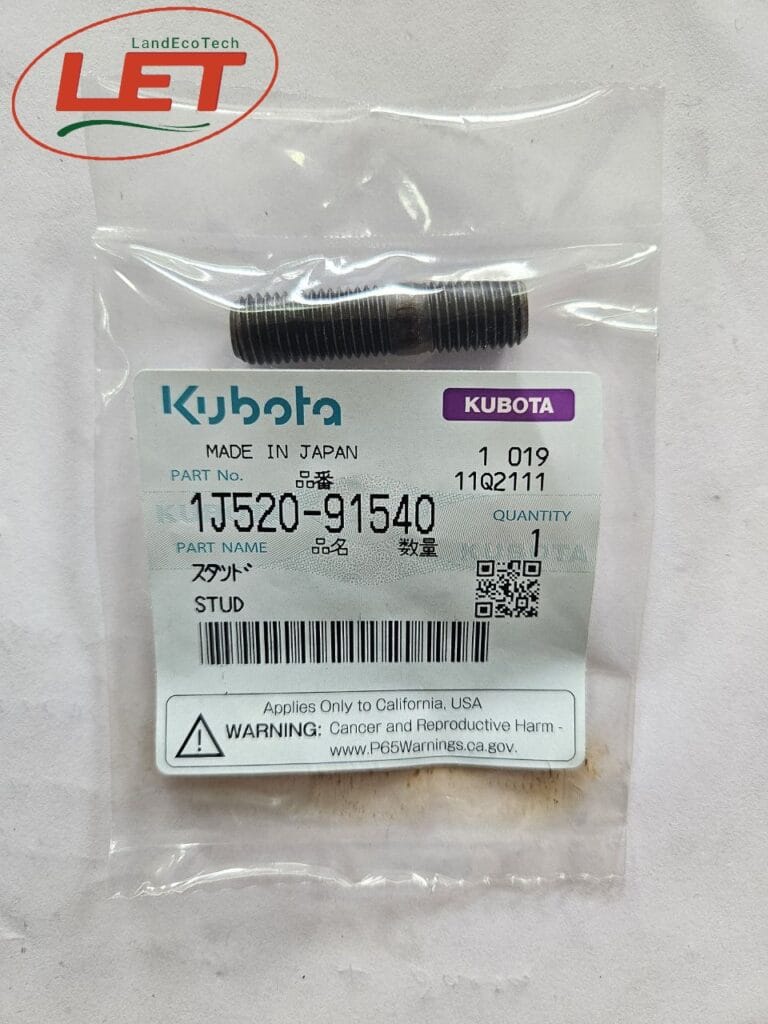 LandEcoTech
LET
Kubota
KUBOTA
MADE IN JAPAN
1 019
PART No.
品番
11Q2111
1J520-91540
QUANTITY
PART NAME
品名
数量
1
スタッド
STUD
KUBOTA
Applies Only to California, USA
WARNING: Cancer and Reproductive Harm -
www.P65Warnings.ca.gov.